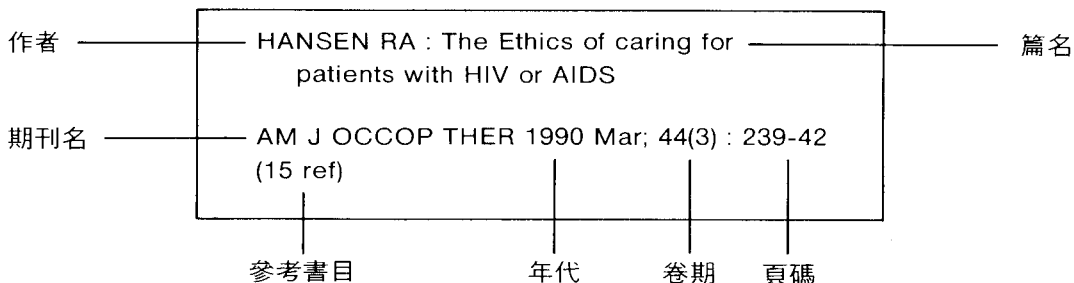 作者
HANSEN RA : The Ethics of caring for
篇名
patients with HIV or AIDS
期刊名
AM J OCCOP THER 1990 Mar; 44(3) : 239-42
(15 ref)
參考書目
年代
卷期
頁碼